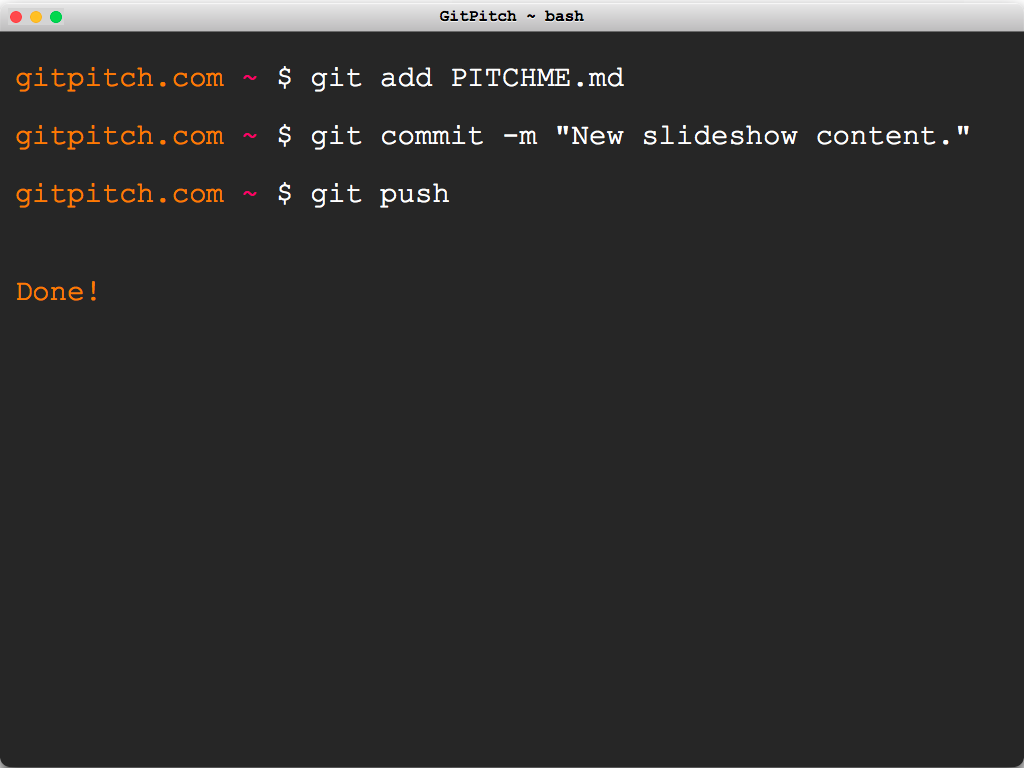 GitPitch ~ bash
gitpitch.com ~ $ git add PITCHME.md
gitpitch.com ~ $ git commit -m "New slideshow content."
gitpitch.com ~ $ git push
Done!